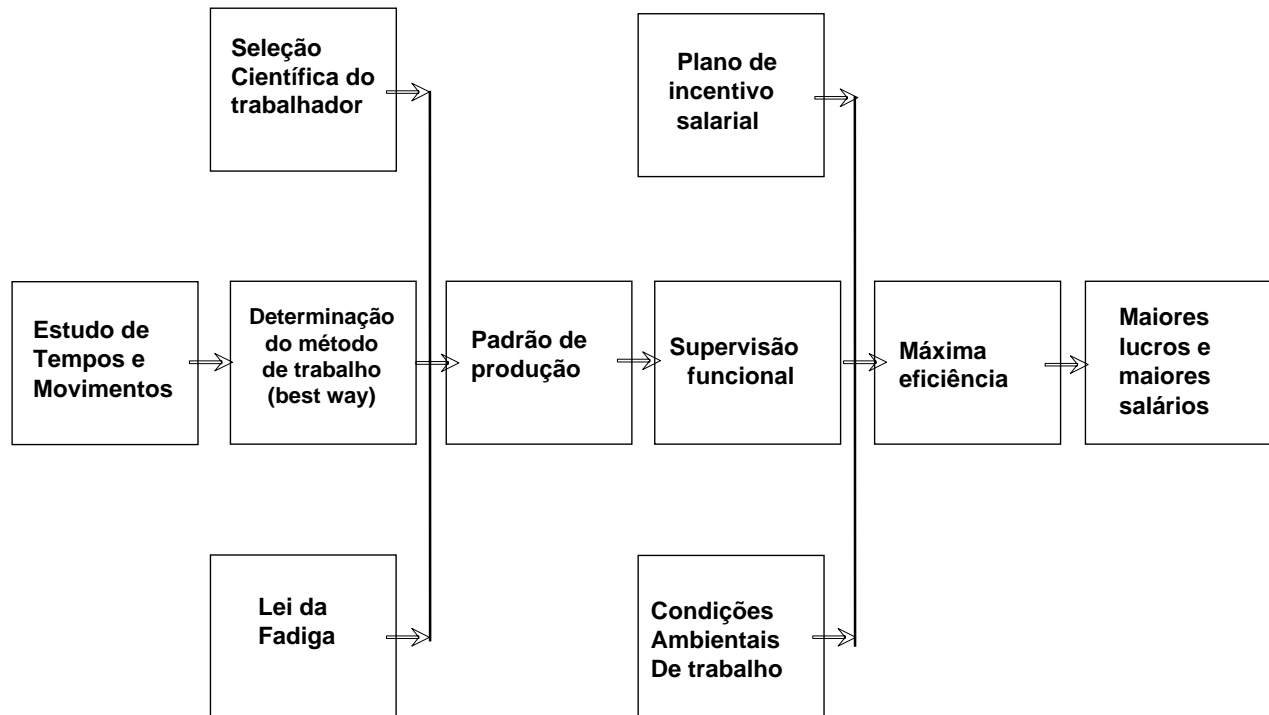 Seleção
Científica do
trabalhador
Plano de
incentivo
salarial
Estudo de
Tempos e
Movimentos
Determinação
do método
de trabalho
(best way)
Padrão de
produção
Supervisão
funcional
Máxima
eficiência
Maiores
lucros e
maiores
salários
Lei da
Fadiga
Condições
Ambientais
De trabalho